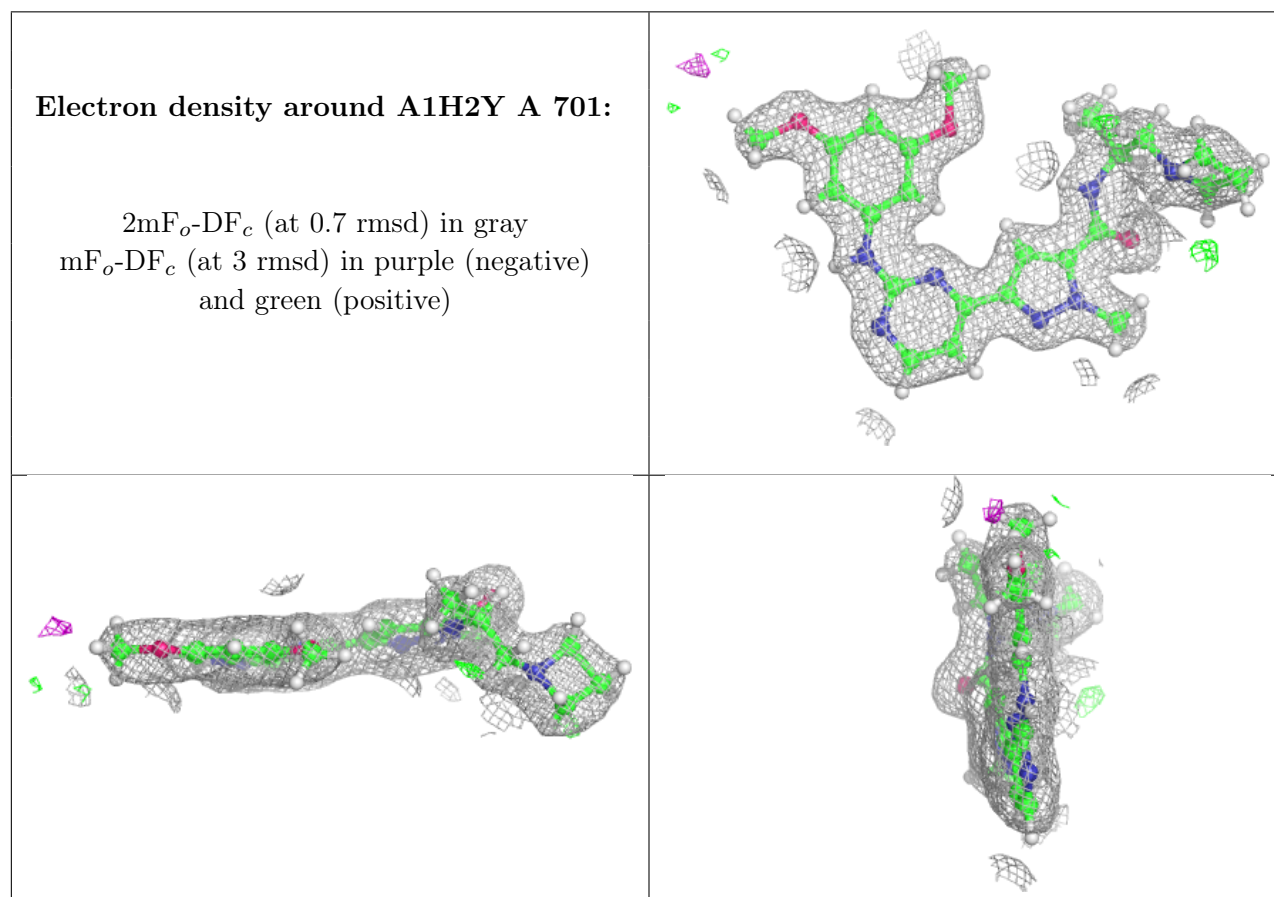 Electron density around A1H2Y A 701:
2mFo-DFc (at 0.7 rmsd) in gray
mFo-DFc (at 3 rmsd) in purple (negative)
and green (positive)